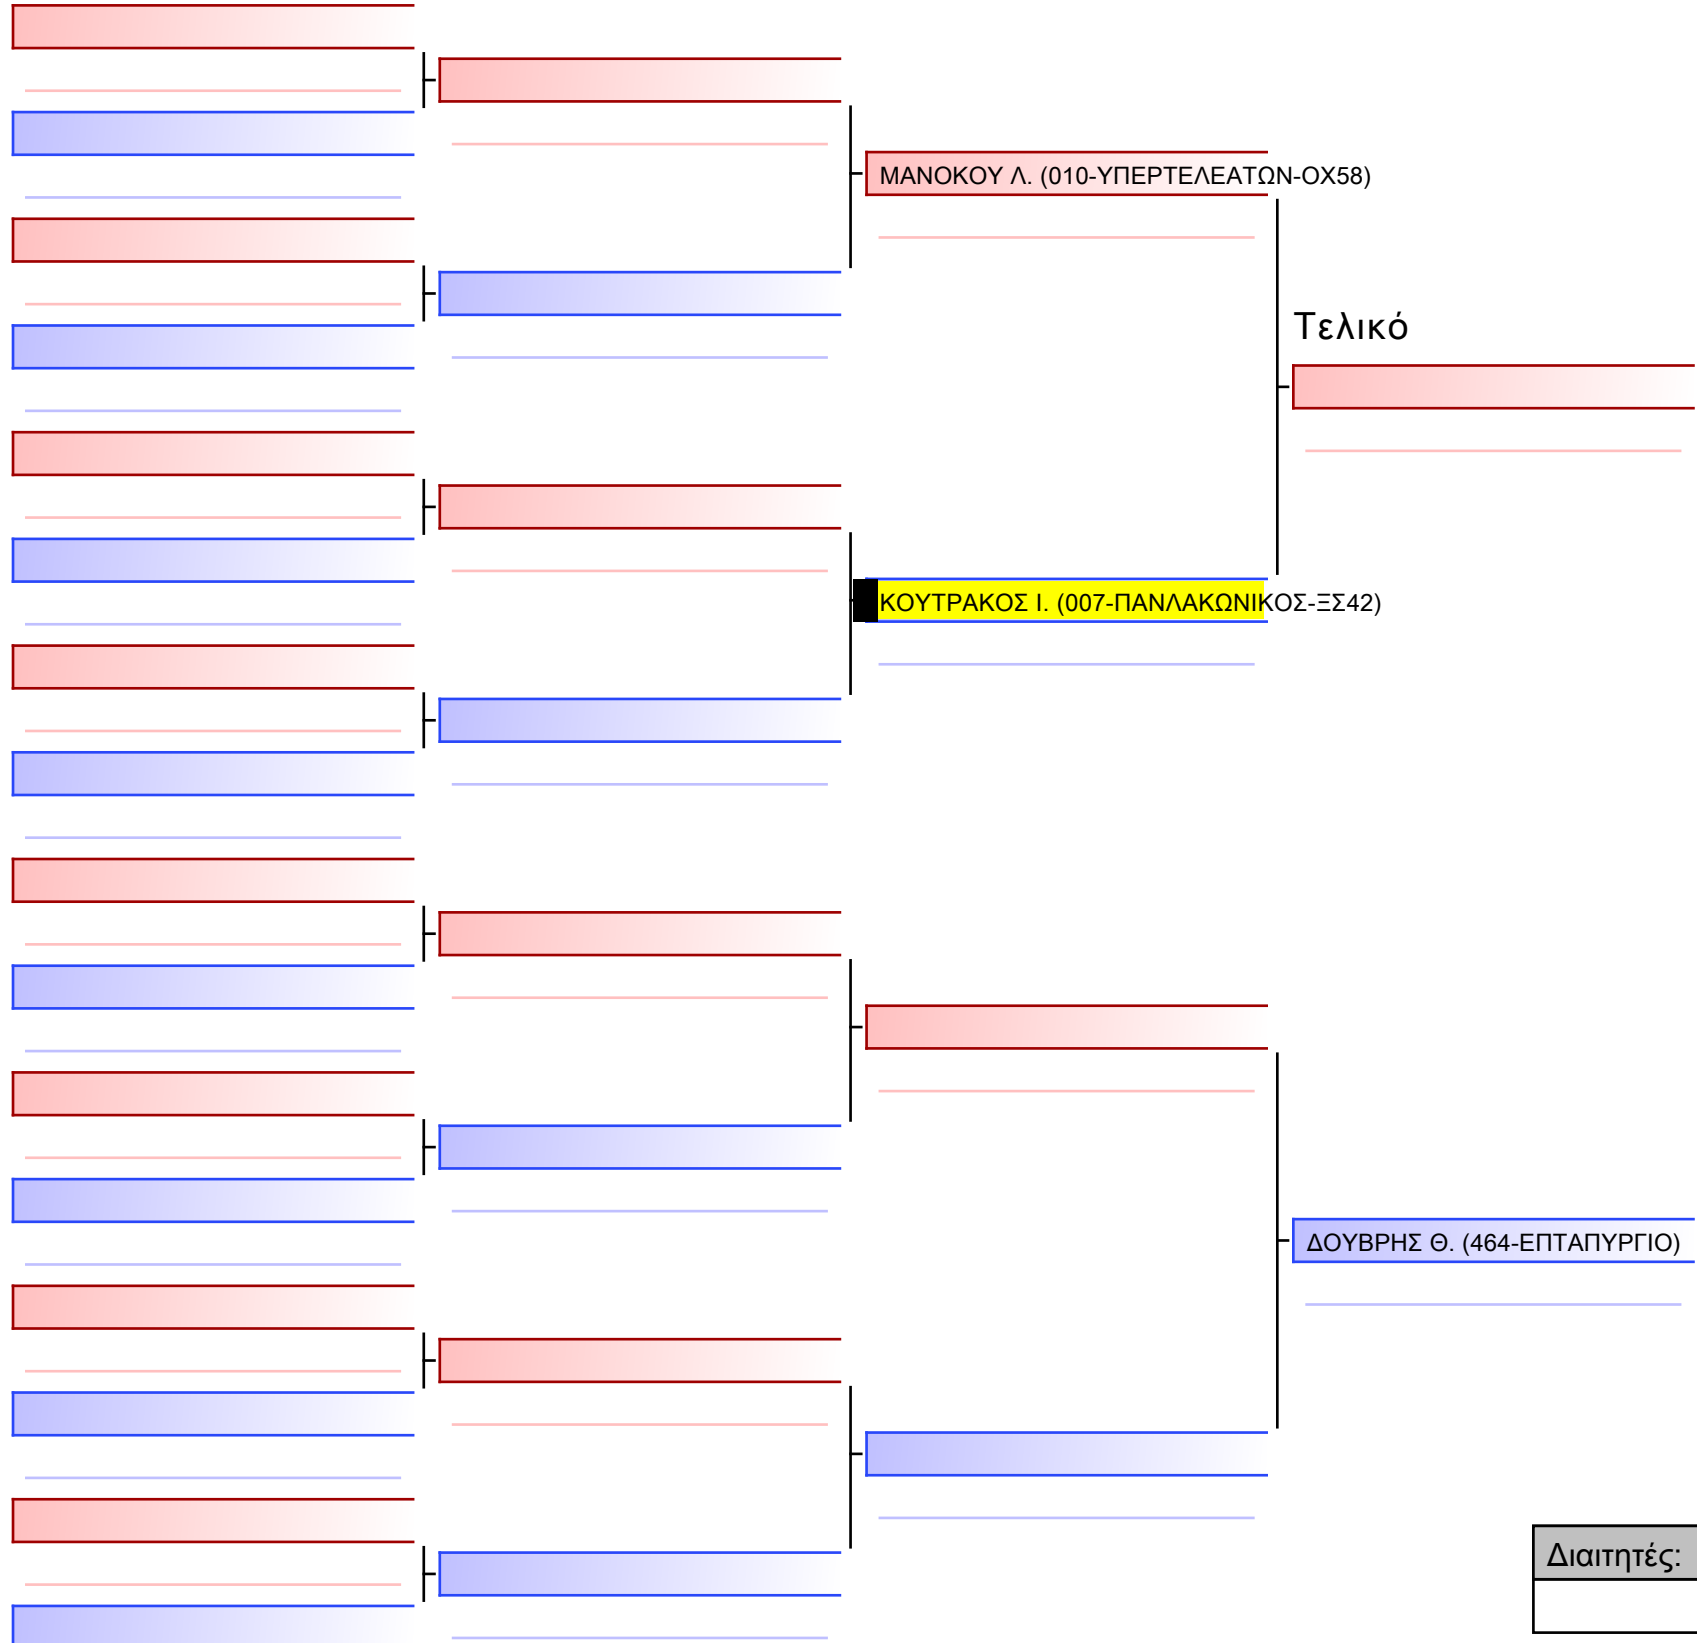 ΜΑΝΟΚΟΥ Λ. (010-ΥΠΕΡΤΕΛΕΑΤΩΝ-ΟΧ58)
Τελικό
ΚΟΥΤΡΑΚΟΣ Ι. (007-ΠΑΝΛΑΚΩΝΙΚΟΣ-ΞΣ42)
ΔΟΥΒΡΗΣ Θ. (464-ΕΠΤΑΠΥΡΓΙΟ)
Διαιτητές: